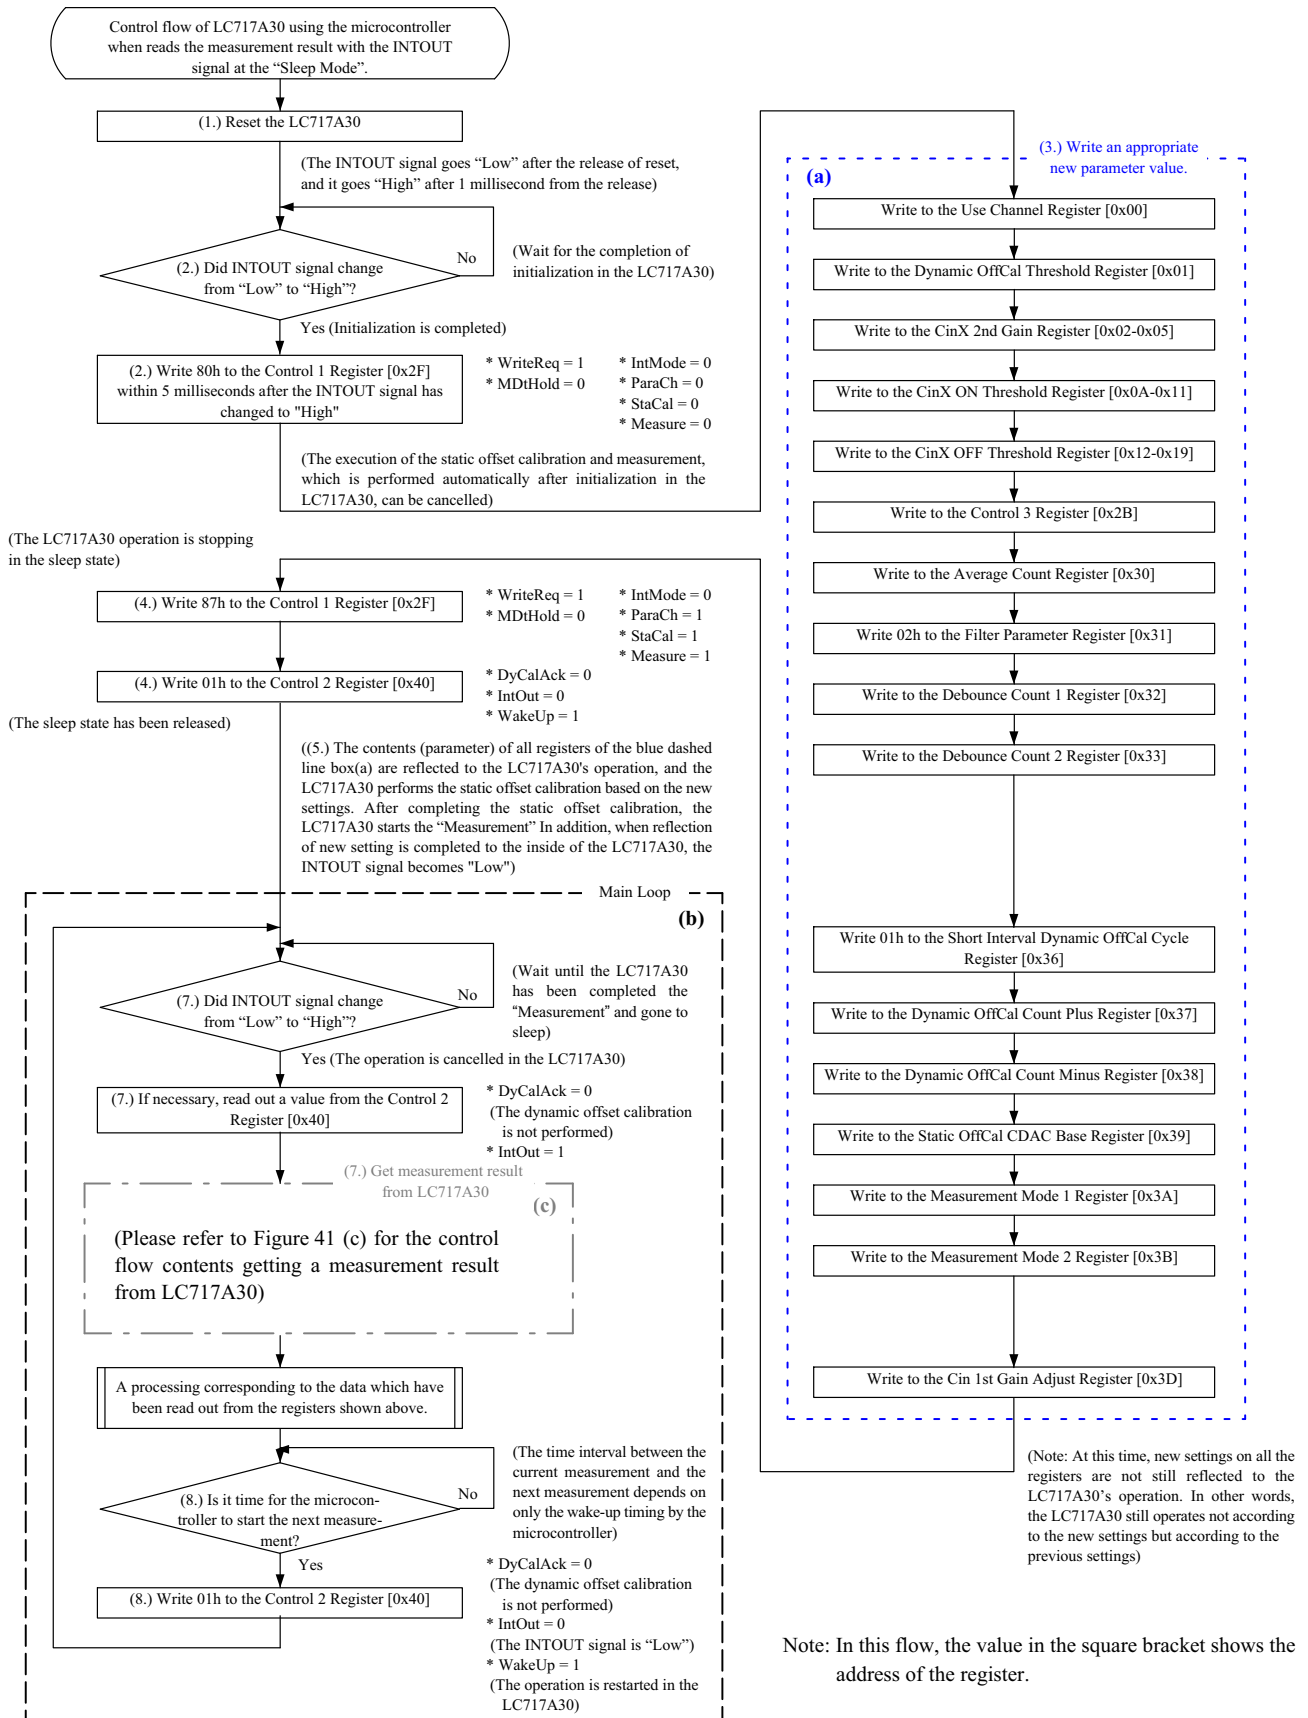 Control flow of LC717A30 using the microcontroller
when reads the measurement result with the INTOUT
signal at the “Sleep Mode”.
(1.) Reset the LC717A30
(The INTOUT signal goes “Low” after the release of reset,
and it goes “High” after 1 millisecond from the release)
(2.) Did INTOUT signal change
from “Low” to “High”?
No
(Wait for the completion of
initialization in the LC717A30)
Yes (Initialization is completed)
(2.) Write 80h to the Control 1 Register [0x2F]
within 5 milliseconds after the INTOUT signal has
changed to "High"
* WriteReq = 1
* MDtHold = 0
* IntMode = 0
* ParaCh = 0
* StaCal = 0
* Measure = 0
(The execution of the static offset calibration and measurement,
which is performed automatically after initialization in the
LC717A30, can be cancelled)
(3.) Write an appropriate
new parameter value.
(a)
Write to the Use Channel Register [0x00]
Write to the Dynamic OffCal Threshold Register [0x01]
Write to the CinX 2nd Gain Register [0x02-0x05]
Write to the CinX ON Threshold Register [0x0A-0x11]
Write to the CinX OFF Threshold Register [0x12-0x19]
Write to the Control 3 Register [0x2B]
Write to the Average Count Register [0x30]
Write 02h to the Filter Parameter Register [0x31]
Write to the Debounce Count 1 Register [0x32]
Write to the Debounce Count 2 Register [0x33]
Write 01h to the Short Interval Dynamic OffCal Cycle
Register [0x36]
Write to the Dynamic OffCal Count Plus Register [0x37]
Write to the Dynamic OffCal Count Minus Register [0x38]
Write to the Static OffCal CDAC Base Register [0x39]
Write to the Measurement Mode 1 Register [0x3A]
Write to the Measurement Mode 2 Register [0x3B]
Write to the Cin 1st Gain Adjust Register [0x3D]
(Note: At this time, new settings on all the
registers are not still reflected to the
LC717A30’s operation. In other words,
the LC717A30 still operates not according
to the new settings but according to the
previous settings)
(The LC717A30 operation is stopping
in the sleep state)
(4.) Write 87h to the Control 1 Register [0x2F]
* WriteReq = 1
* MDtHold = 0
* IntMode = 0
* ParaCh = 1
* StaCal = 1
* Measure = 1
(4.) Write 01h to the Control 2 Register [0x40]
* DyCalAck = 0
* IntOut = 0
* WakeUp = 1
(The sleep state has been released)
((5.) The contents (parameter) of all registers of the blue dashed
line box(a) are reflected to the LC717A30's operation, and the
LC717A30 performs the static offset calibration based on the new
settings. After completing the static offset calibration, the
LC717A30 starts the “Measurement” In addition, when reflection
of new setting is completed to the inside of the LC717A30, the
INTOUT signal becomes "Low")
Main Loop
(b)
(7.) Did INTOUT signal change
from “Low” to “High”?
No
(Wait until the LC717A30
has been completed the
“Measurement” and gone to
sleep)
Yes (The operation is cancelled in the LC717A30)
(7.) If necessary, read out a value from the Control 2
Register [0x40]
* DyCalAck = 0
(The dynamic offset calibration
is not performed)
* IntOut = 1
(7.) Get measurement result
from LC717A30
(c)
(Please refer to Figure 41 (c) for the control
flow contents getting a measurement result
from LC717A30)
A processing corresponding to the data which have
been read out from the registers shown above.
(8.) Is it time for the microcon-
troller to start the next measure-
ment?
No
(The time interval between the
current measurement and the
next measurement depends on
only the wake-up timing by the
microcontroller)
Yes
(8.) Write 01h to the Control 2 Register [0x40]
* DyCalAck = 0
(The dynamic offset calibration
is not performed)
* IntOut = 0
(The INTOUT signal is “Low”)
* WakeUp = 1
(The operation is restarted in the
LC717A30)
Note: In this flow, the value in the square bracket shows the
address of the register.